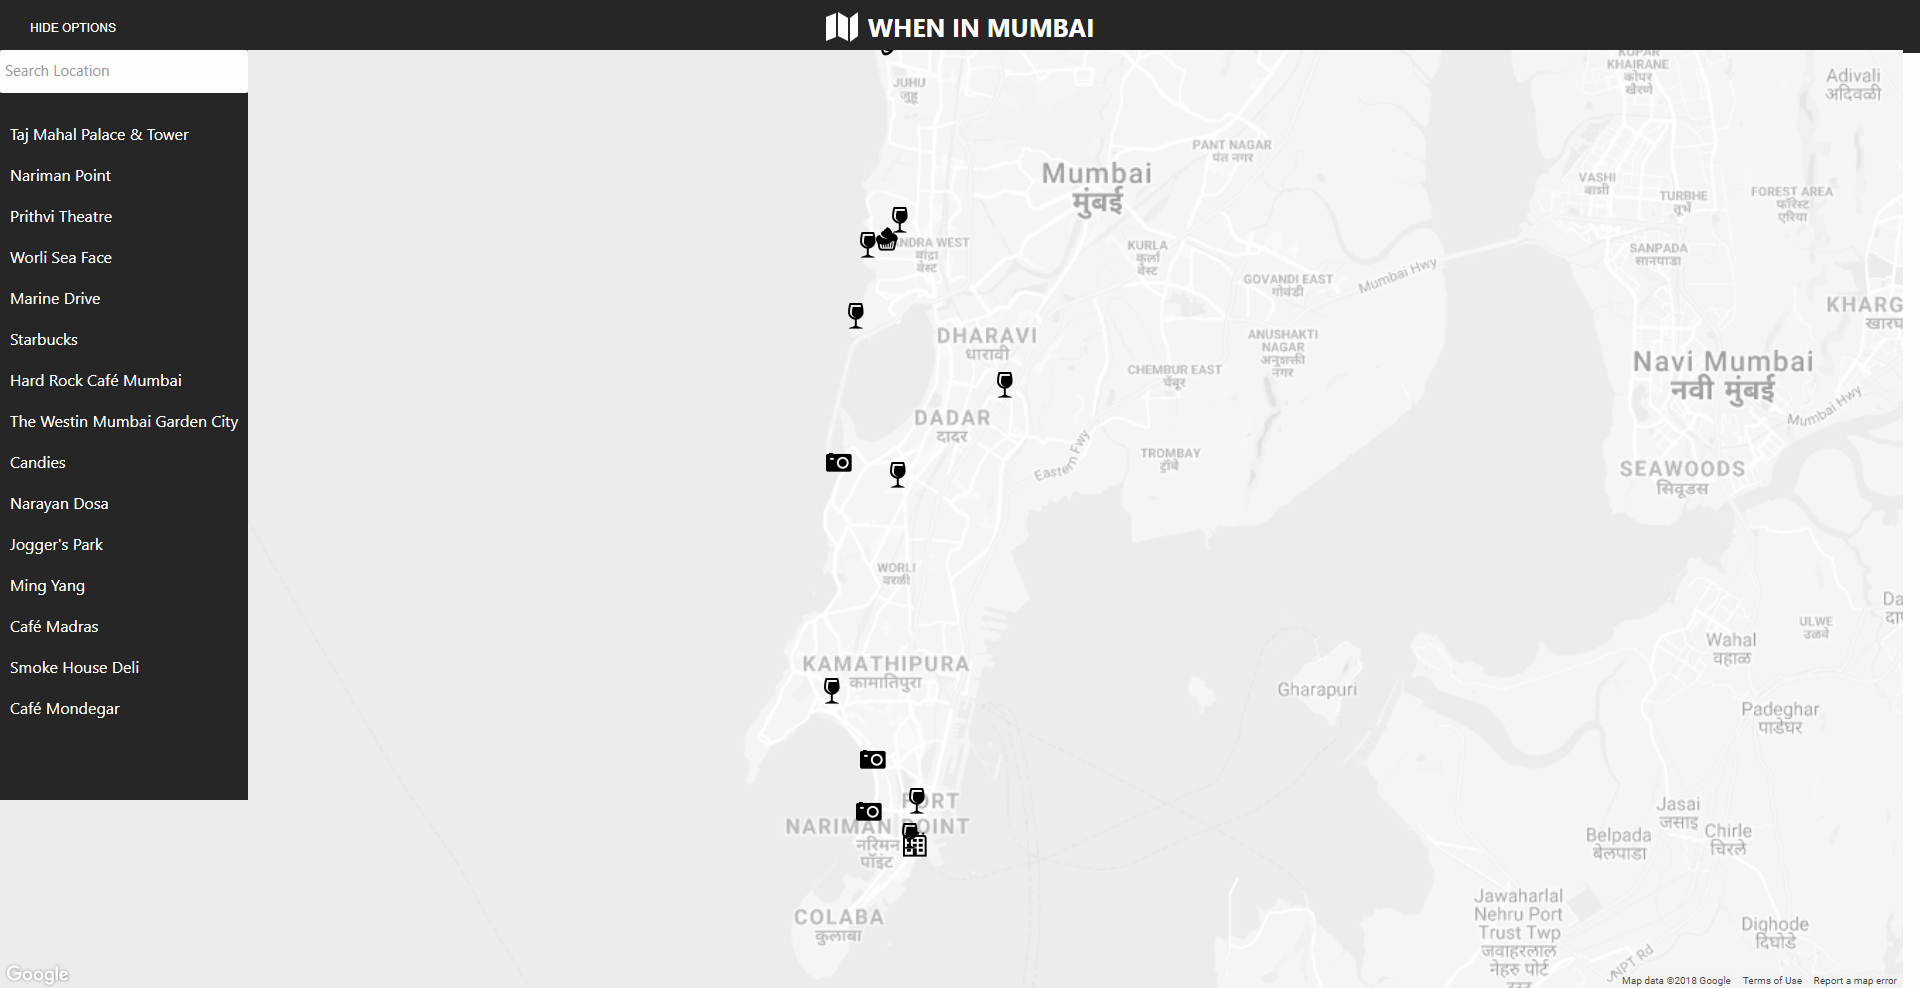 HIDE OPTIONS
WHEN IN MUMBAI
Search Location
Taj Mahal Palace & Tower
Nariman Point
Prithvi Theatre
Worli Sea Face
Marine Drive
Starbucks
Hard Rock Café Mumbai
The Westin Mumbai Garden City
Candies
Narayan Dosa
Jogger's Park
Ming Yang
Café Madras
Smoke House Deli
Café Mondegar
JUHU
जुहू
KOPAR
KHAIRANE
कोपर
खैरणे
Adivali
अदिवळी
PANT NAGAR
पंत नगर
Mumbai
मुंबई
VASHI
वाशी
TURBHE
तूर्भे
FOREST AREA
फॉरेस्ट
एरिया
NDRA WEST
वांद्रा
वेस्ट
KURLA
कुर्ला
वेस्ट
SANPADA
सानपाडा
GOVANDI EAST
गोवंडी
Mumbai Hwy
KHARG
खारघ
DHARAVI
धारावी
ANUSHAKTI
NAGAR
अनुशक्ती
नगर
CHEMBUR EAST
चेंबूर
Navi Mumbai
नवी मुंबई
Mumbai Hwy
DADAR
दादर
Eastern Fwy
TROMBAY
ट्रॉंबे
SEAWOODS
सिवूडस
WORLI
वरळी
Da
ULWE
उळवे
Wahal
वहाळ
KAMATHIPURA
कामातिपुरा
Gharapuri
Padeghar
पाडेघर
FORT
NARIMAN POINT
नरिमन
पॉइंट
Jasai
जसाइ
Belpada
बेलपाडा
Chirle
चिरले
COLABA
कुलाबा
Jawaharlal
Nehru Port
Trust Twp
जवाहरलाल
नेहरु पोर्ट
Dighode
दिघोडे
JNPT Rd
Google
Map data ©2018 Google Terms of Use Report a map error